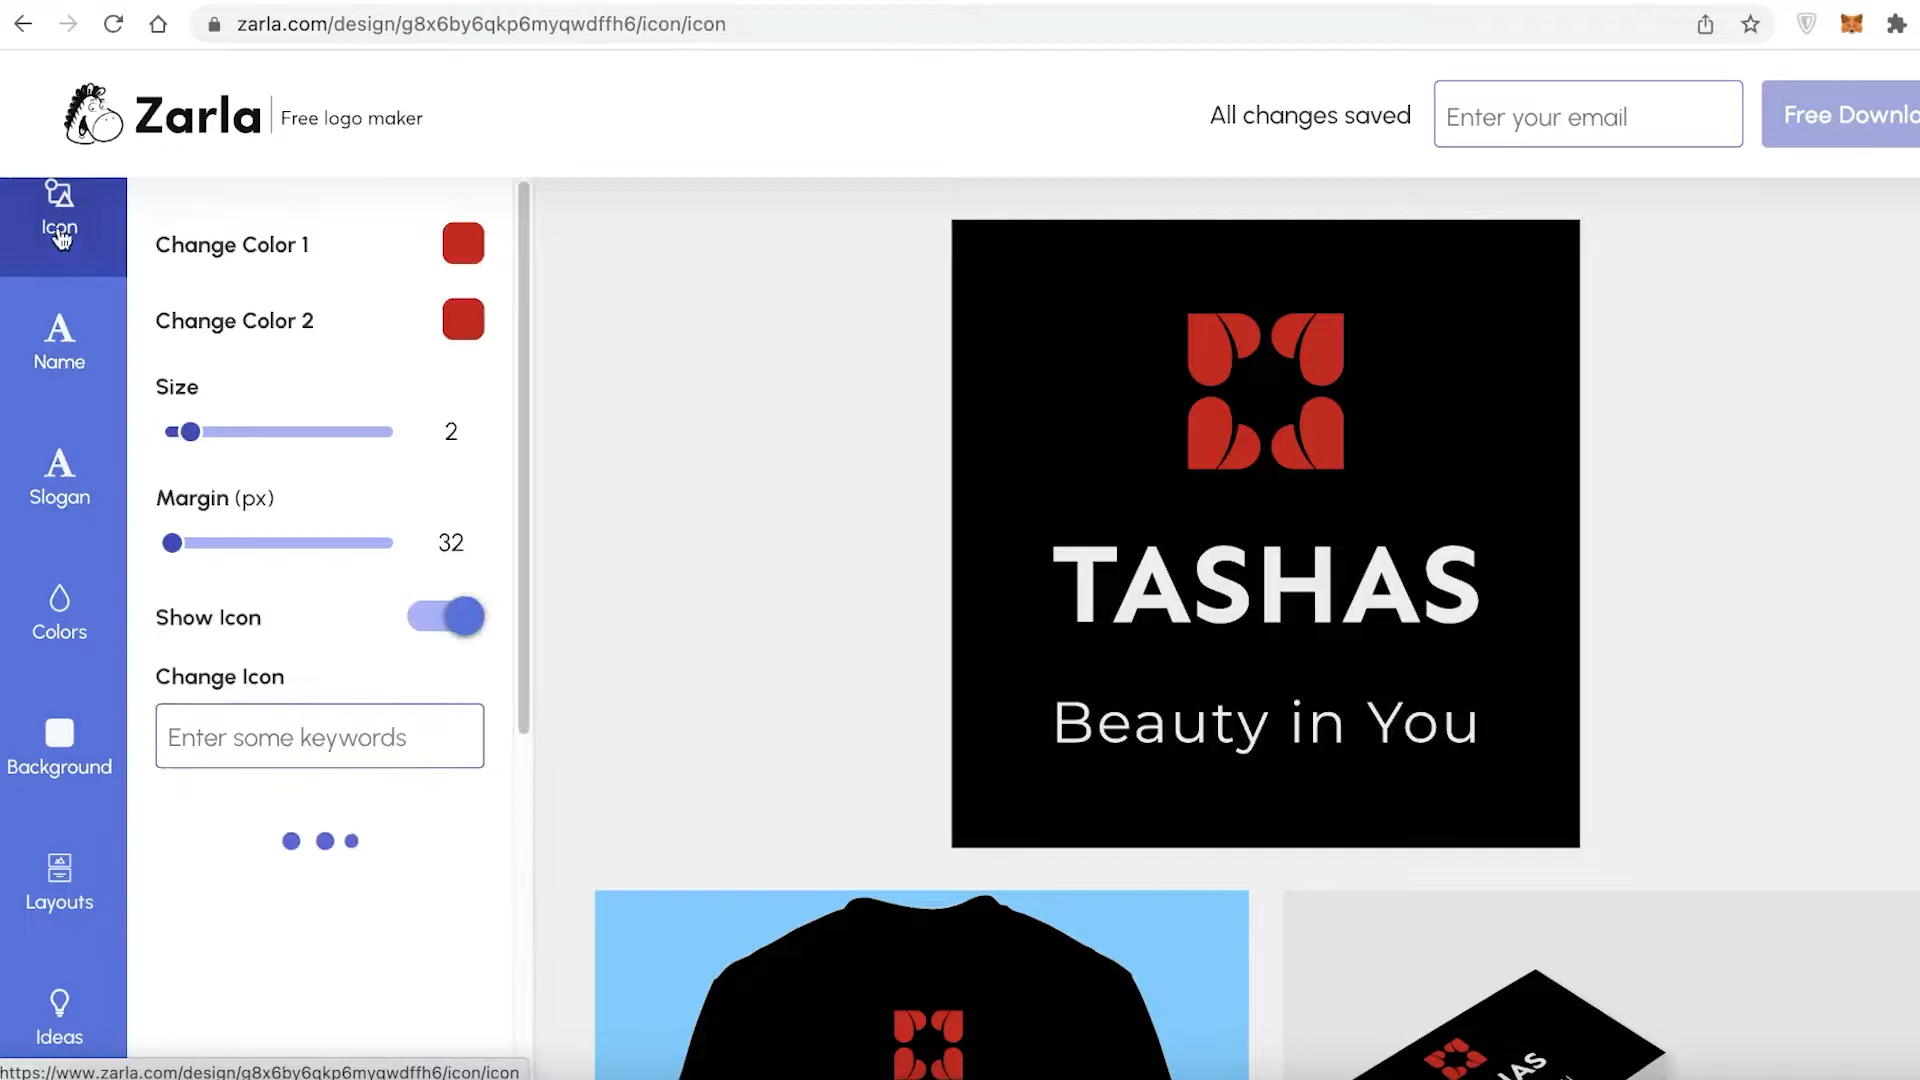 zarla.com/design/g8x6by6qkp6myqwdffh6/icon/icon
Zarla
Free logo maker
All changes saved
Enter your email
Free Downlo
Icon
Name
Slogan
Colors
Background
Layouts
Ideas
Change Color 1
Change Color 2
Size
2
Margin (px)
32
Show Icon
Change Icon
Enter some keywords
TASHAS
Beauty in You
https://www.zarla.com/design/g8x6by6qkp6myqwdffh6/icon/icon